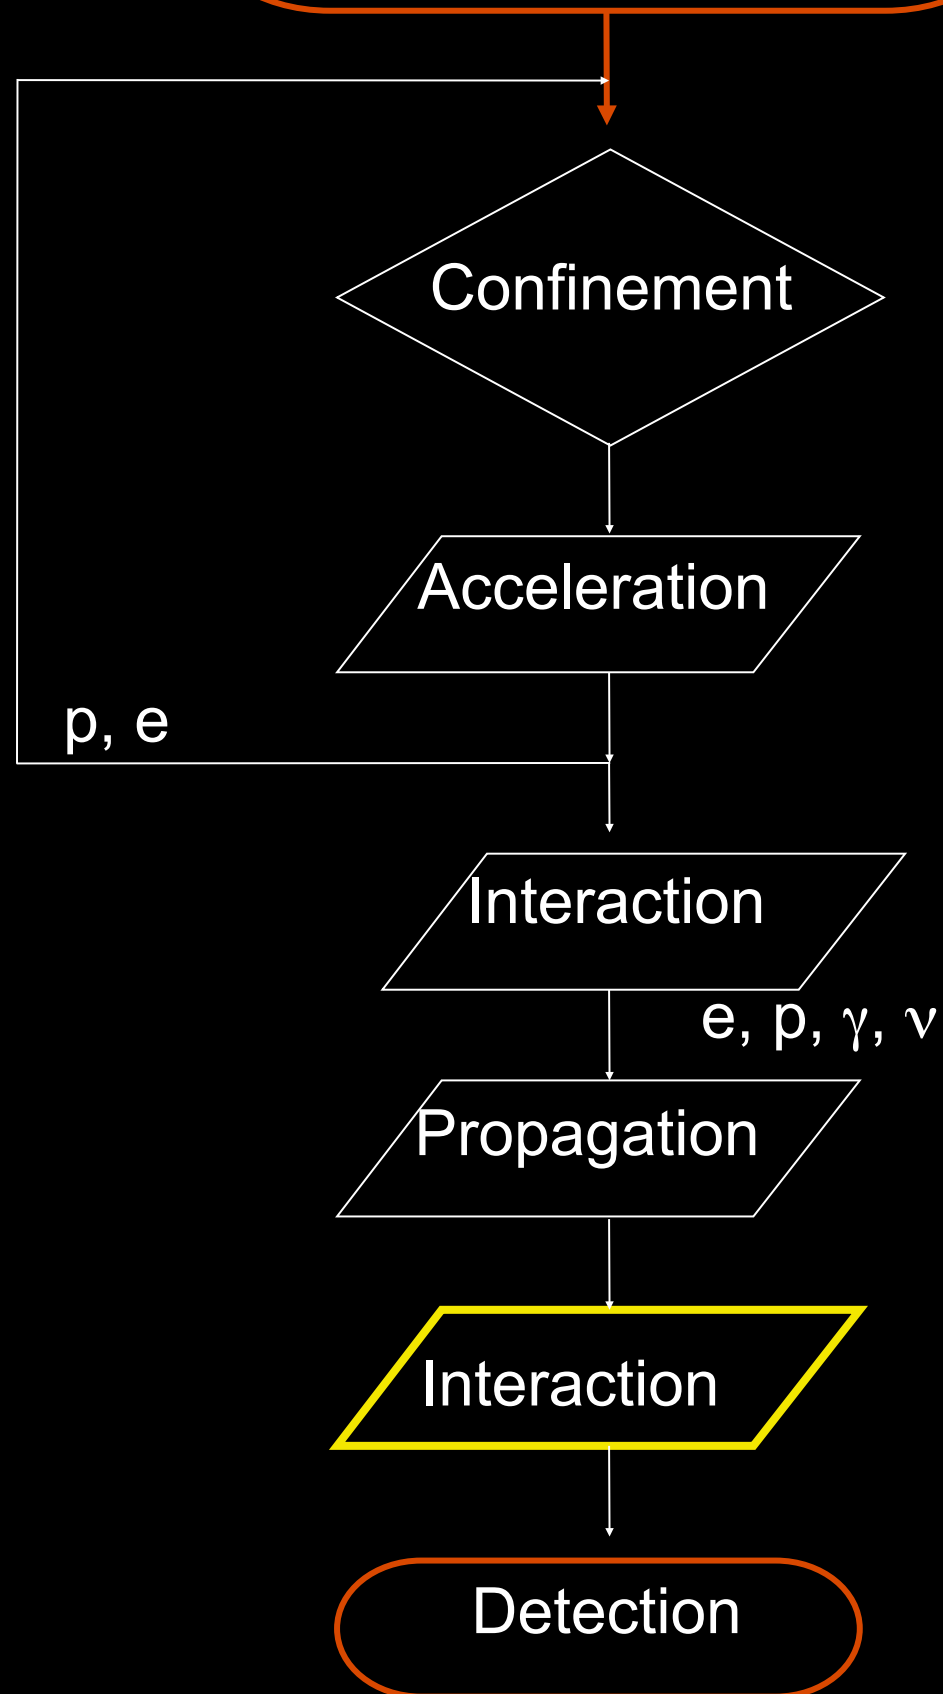 Confinement
Acceleration
p, e
Interaction
e, p, γ, ν
Propagation
Interaction
Detection